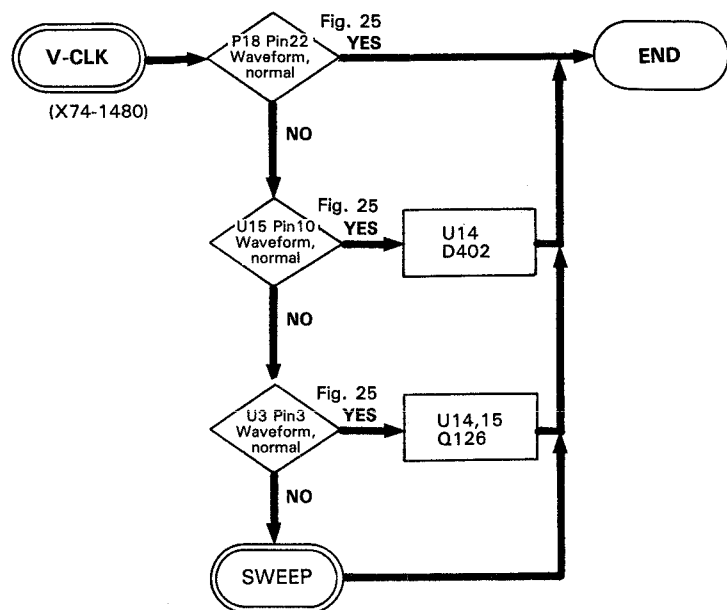 V-CLK
(X74-1480)
P18 Pin22
Waveform,
normal
Fig. 25
YES
END
NO
U15 Pin10
Waveform,
normal
Fig. 25
YES
U14
D402
NO
U3 Pin3
Waveform,
normal
Fig. 25
YES
U14,15
Q126
NO
SWEEP